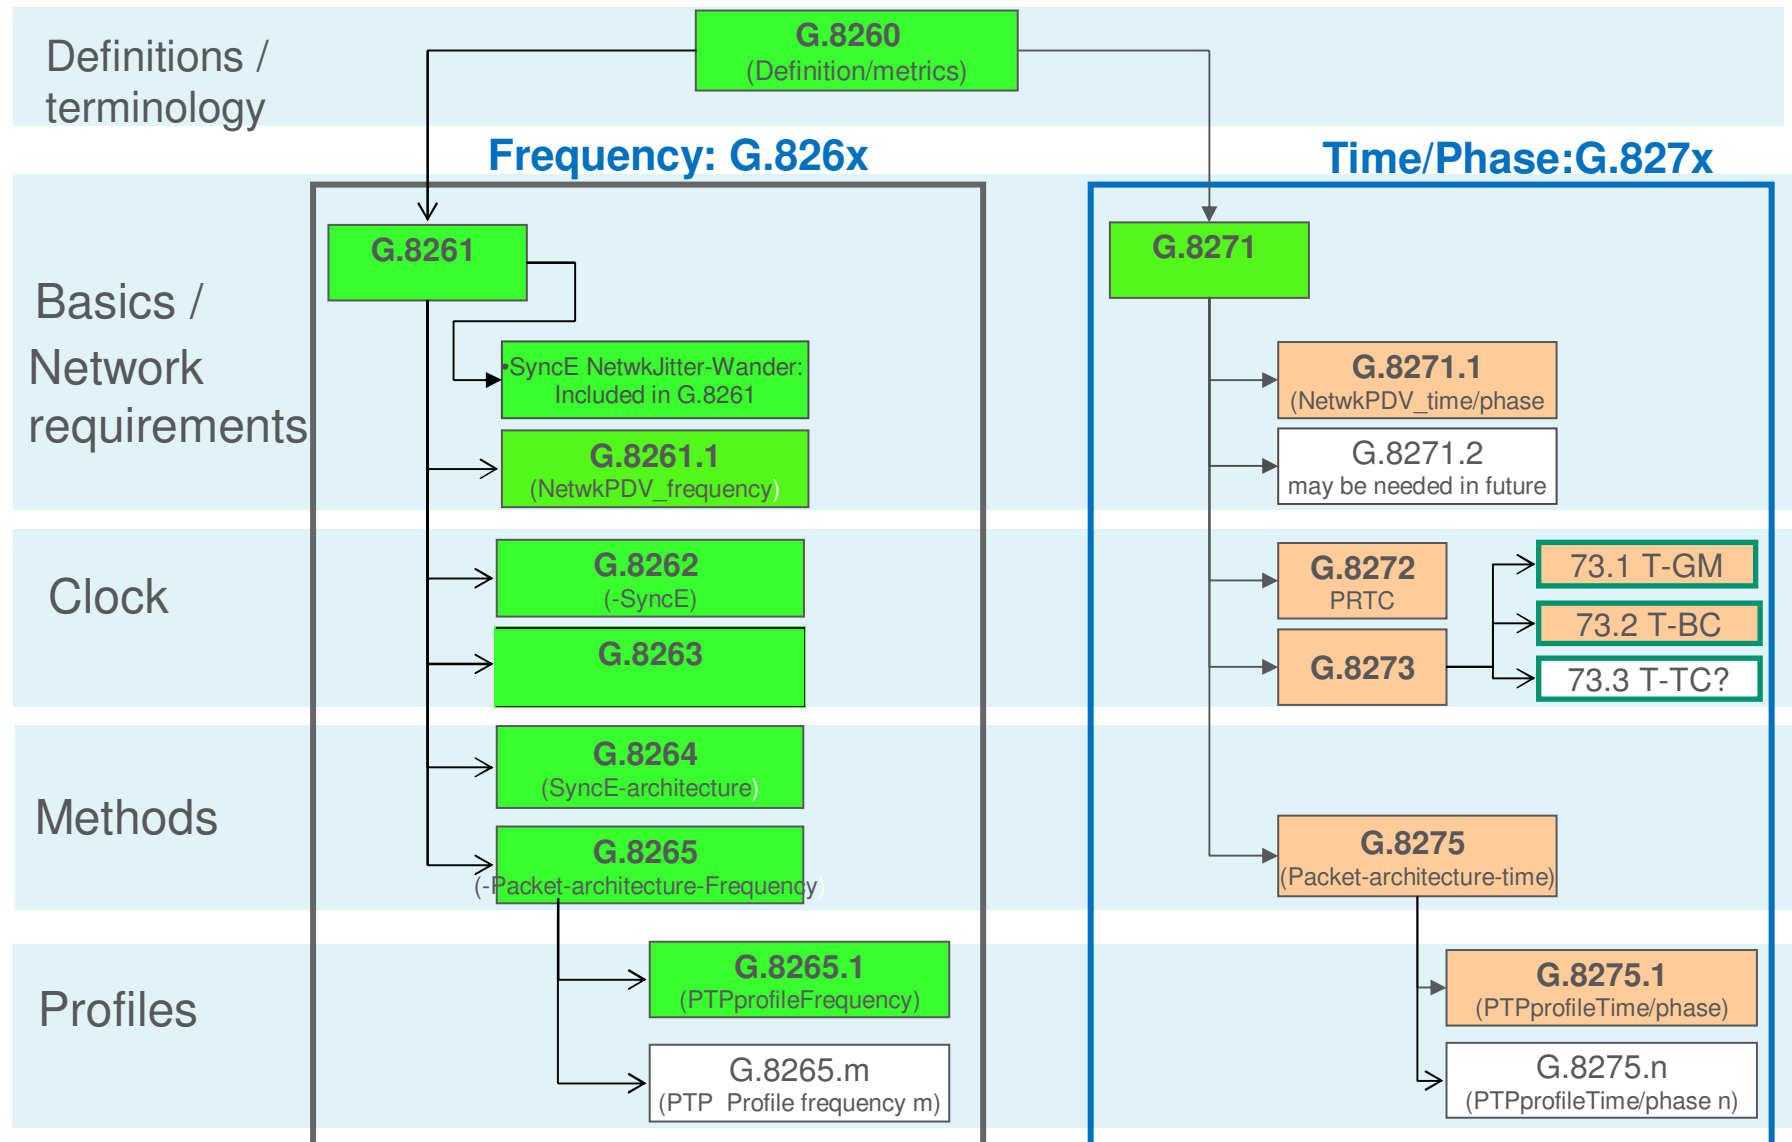 Definitions /
terminology
G.8260
(Definition/metrics)
Frequency: G.826x
Time/Phase:G.827x
Basics /
Network
requirements
G.8261
•SyncE NetwkJitter-Wander:
Included in G.8261
G.8261.1
(NetwkPDV_frequency)
G.8271
G.8271.1
(NetwkPDV_time/phase
G.8271.2
may be needed in future
Clock
G.8262
(-SyncE)
G.8263
G.8272
PRTC
G.8273
73.1 T-GM
73.2 T-BC
73.3 T-TC?
Methods
G.8264
(SyncE-architecture)
G.8265
(-Packet-architecture-Frequency)
G.8275
(Packet-architecture-time)
Profiles
G.8265.1
(PTPprofileFrequency)
G.8265.m
(PTP  Profile frequency m)
G.8275.1
(PTPprofileTime/phase)
G.8275.n
(PTPprofileTime/phase n)